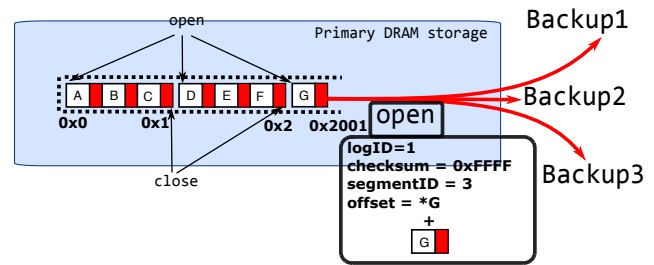 open
Primary DRAM storage
Backup1
A B C D E F G
Backup2
0x0 0x1 0x2 0x2001
open
logID=1
checksum = 0xFFFF
segmentID = 3
offset = *G
+
G
close
Backup3